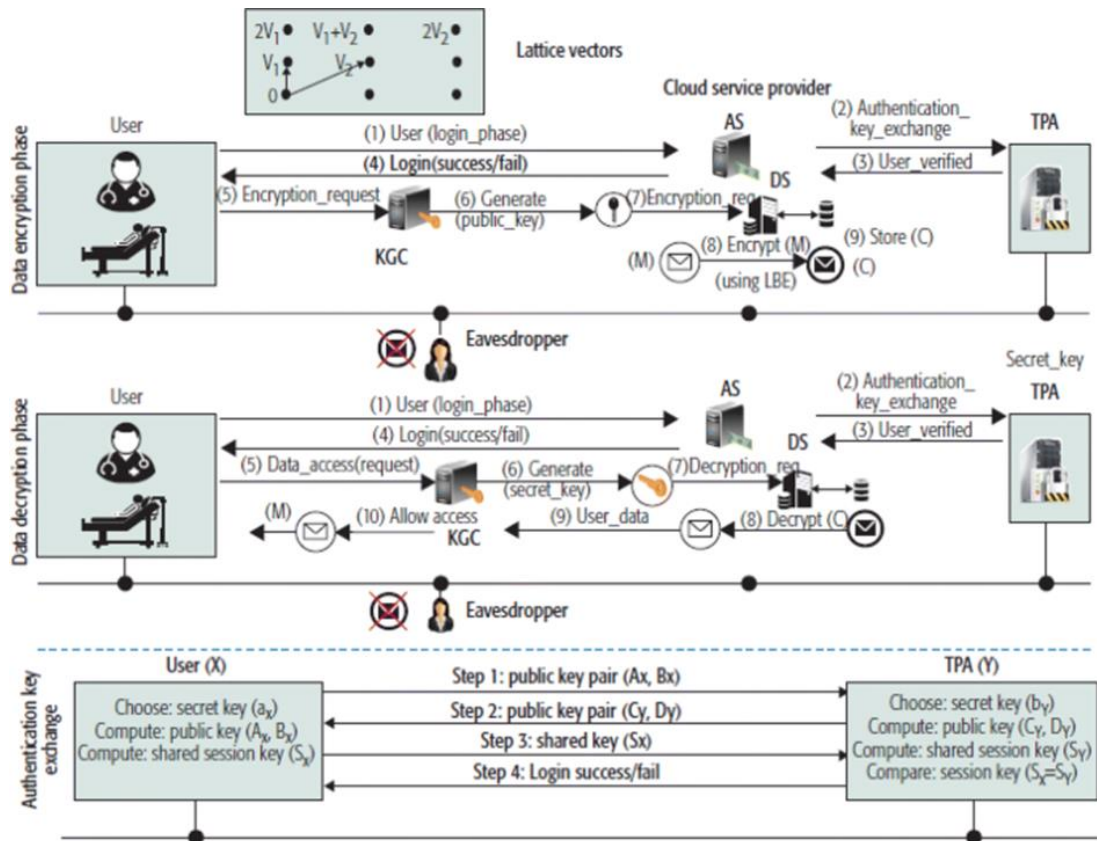 2V₁ V₁+V₂ 2V₂
V₁ V₂
0
Lattice vectors
Cloud service provider
Data encryption phase
User
(1) User (login_phase)
AS
(2) Authentication_
key_exchange
TPA
(4) Login(success/fail)
(3) User_verified
DS
(5) Encryption_request
(6) Generate
(public_key)
(7)Encryption_req
KGC
(M)
(8) Encrypt (M)
(using LBE)
(9) Store (C)
(C)
Eavesdropper
Data decryption phase
User
(1) User (login_phase)
AS
(2) Authentication_
key_exchange
Secret_key
TPA
(4) Login(success/fail)
(3) User_verified
DS
(5) Data_access(request)
(6) Generate
(secret_key)
(7)Decryption_req
(M)
(10) Allow access
KGC
(9) User_data
(8) Decrypt (C)
Eavesdropper
Authentication key
exchange
User (X)
Choose: secret key (aₓ)
Compute: public key (Aₓ, Bₓ)
Compute: shared session key (Sₓ)
Step 1: public key pair (Ax, Bx)
Step 2: public key pair (Cy, Dy)
Step 3: shared key (Sx)
Step 4: Login success/fail
TPA (Y)
Choose: secret key (bY)
Compute: public key (CY, DY)
Compute: shared session key (SY)
Compare: session key (Sₓ=SY)